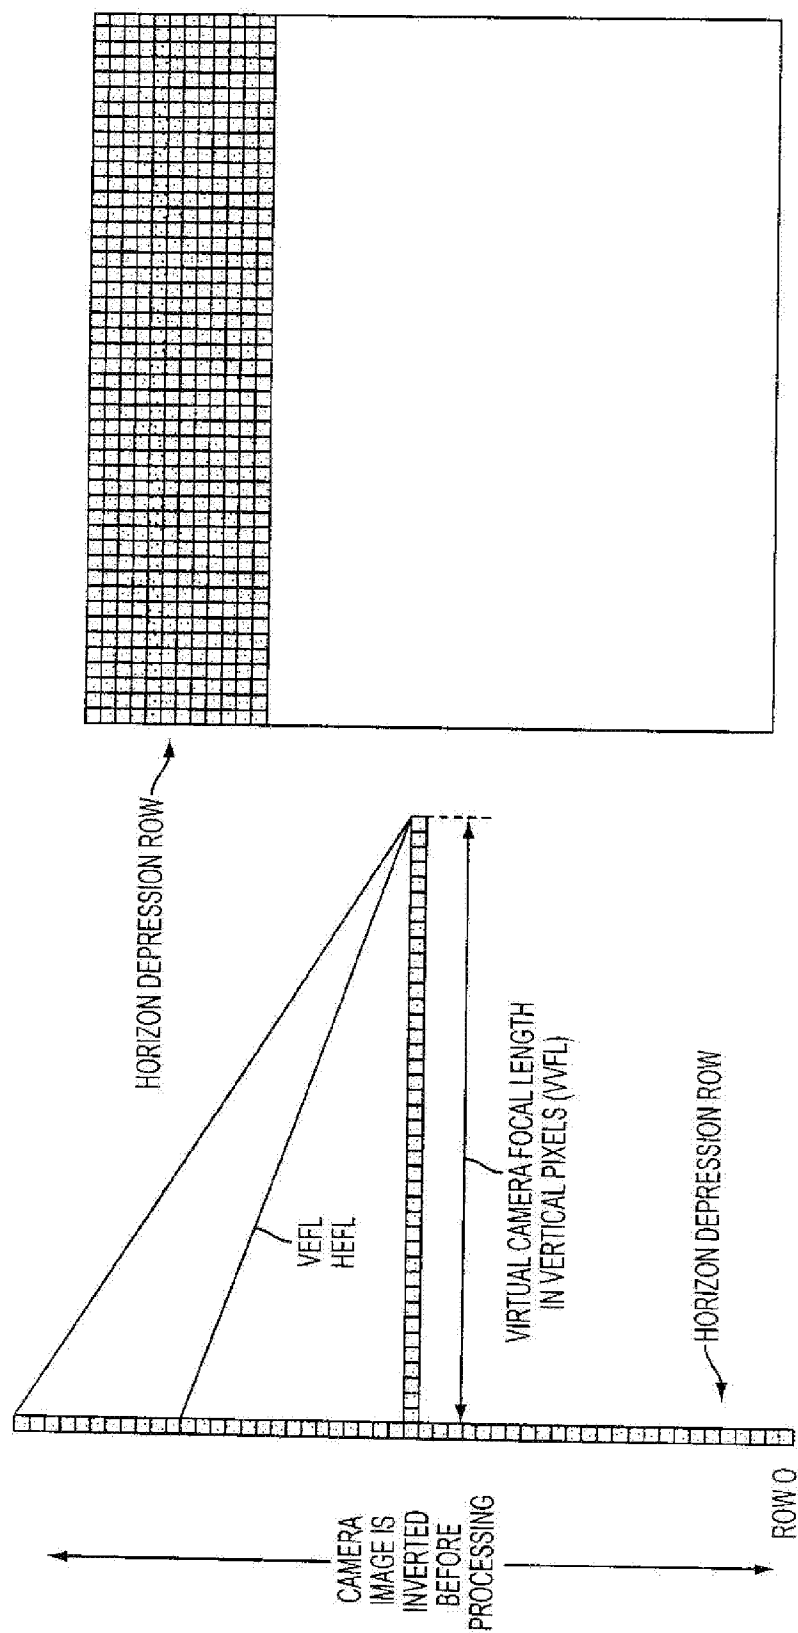 HORIZON DEPRESSION ROW
VEFL
HEFL
VIRTUAL CAMERA FOCAL LENGTH
IN VERTICAL PIXELS (VVFL)
HORIZON DEPRESSION ROW
CAMERA
IMAGE IS
INVERTED
BEFORE
PROCESSING
ROW 0